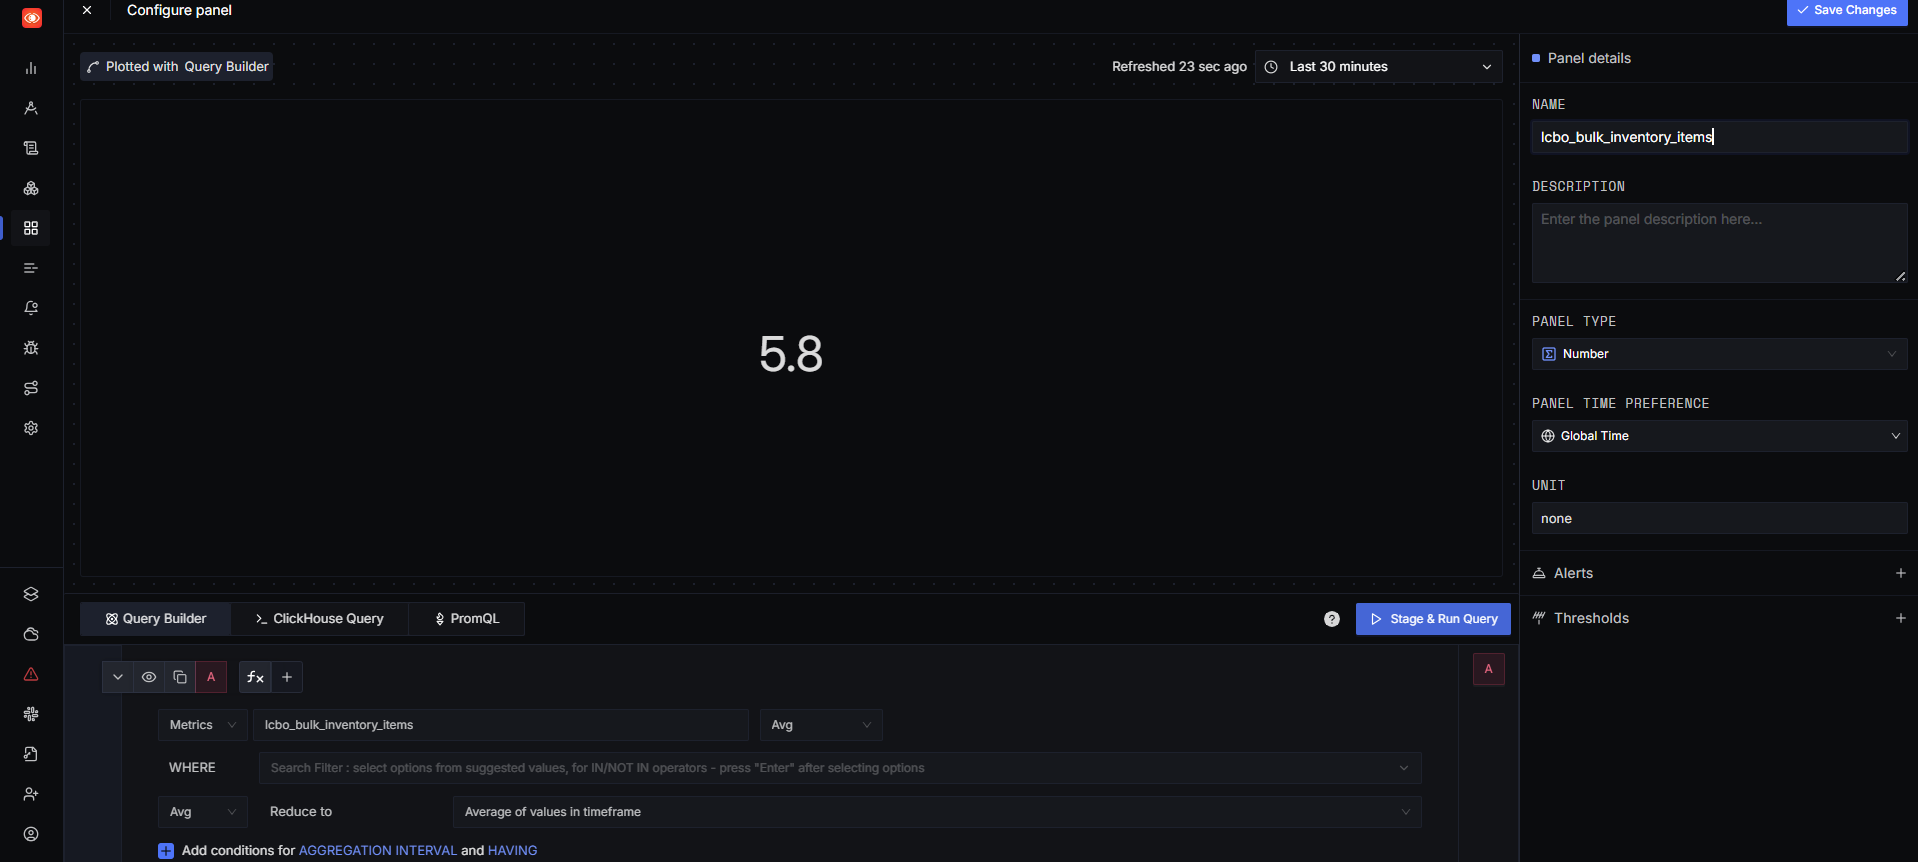 Configure panel
Save Changes
Plotted with Query Builder
Refreshed 23 sec ago
Last 30 minutes
Panel details
NAME
lcbo_bulk_inventory_items
DESCRIPTION
Enter the panel description here...
5.8
PANEL TYPE
Number
PANEL TIME PREFERENCE
Global Time
UNIT
none
Alerts
Thresholds
Query Builder
ClickHouse Query
PromQL
Stage & Run Query
A
fx
A
Metrics
lcbo_bulk_inventory_items
Avg
WHERE
Search Filter : select options from suggested values, for IN/NOT IN operators - press "Enter" after selecting options
Avg
Reduce to
Average of values in timeframe
Add conditions for AGGREGATION INTERVAL and HAVING